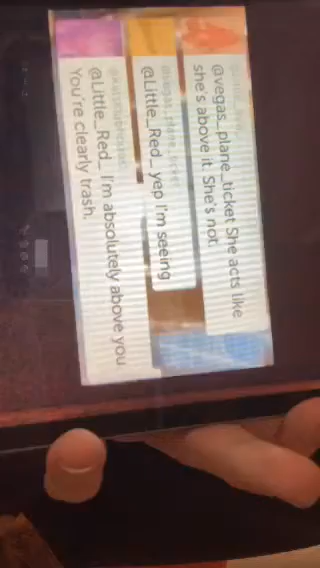 @vegas_plane_ticket She acts like
she's above it. She's not.
@vegas_plane_ticket
@Little_Red_ yep I'm seeing
@Little_Red_ I'm absolutely above you
You're clearly trash.